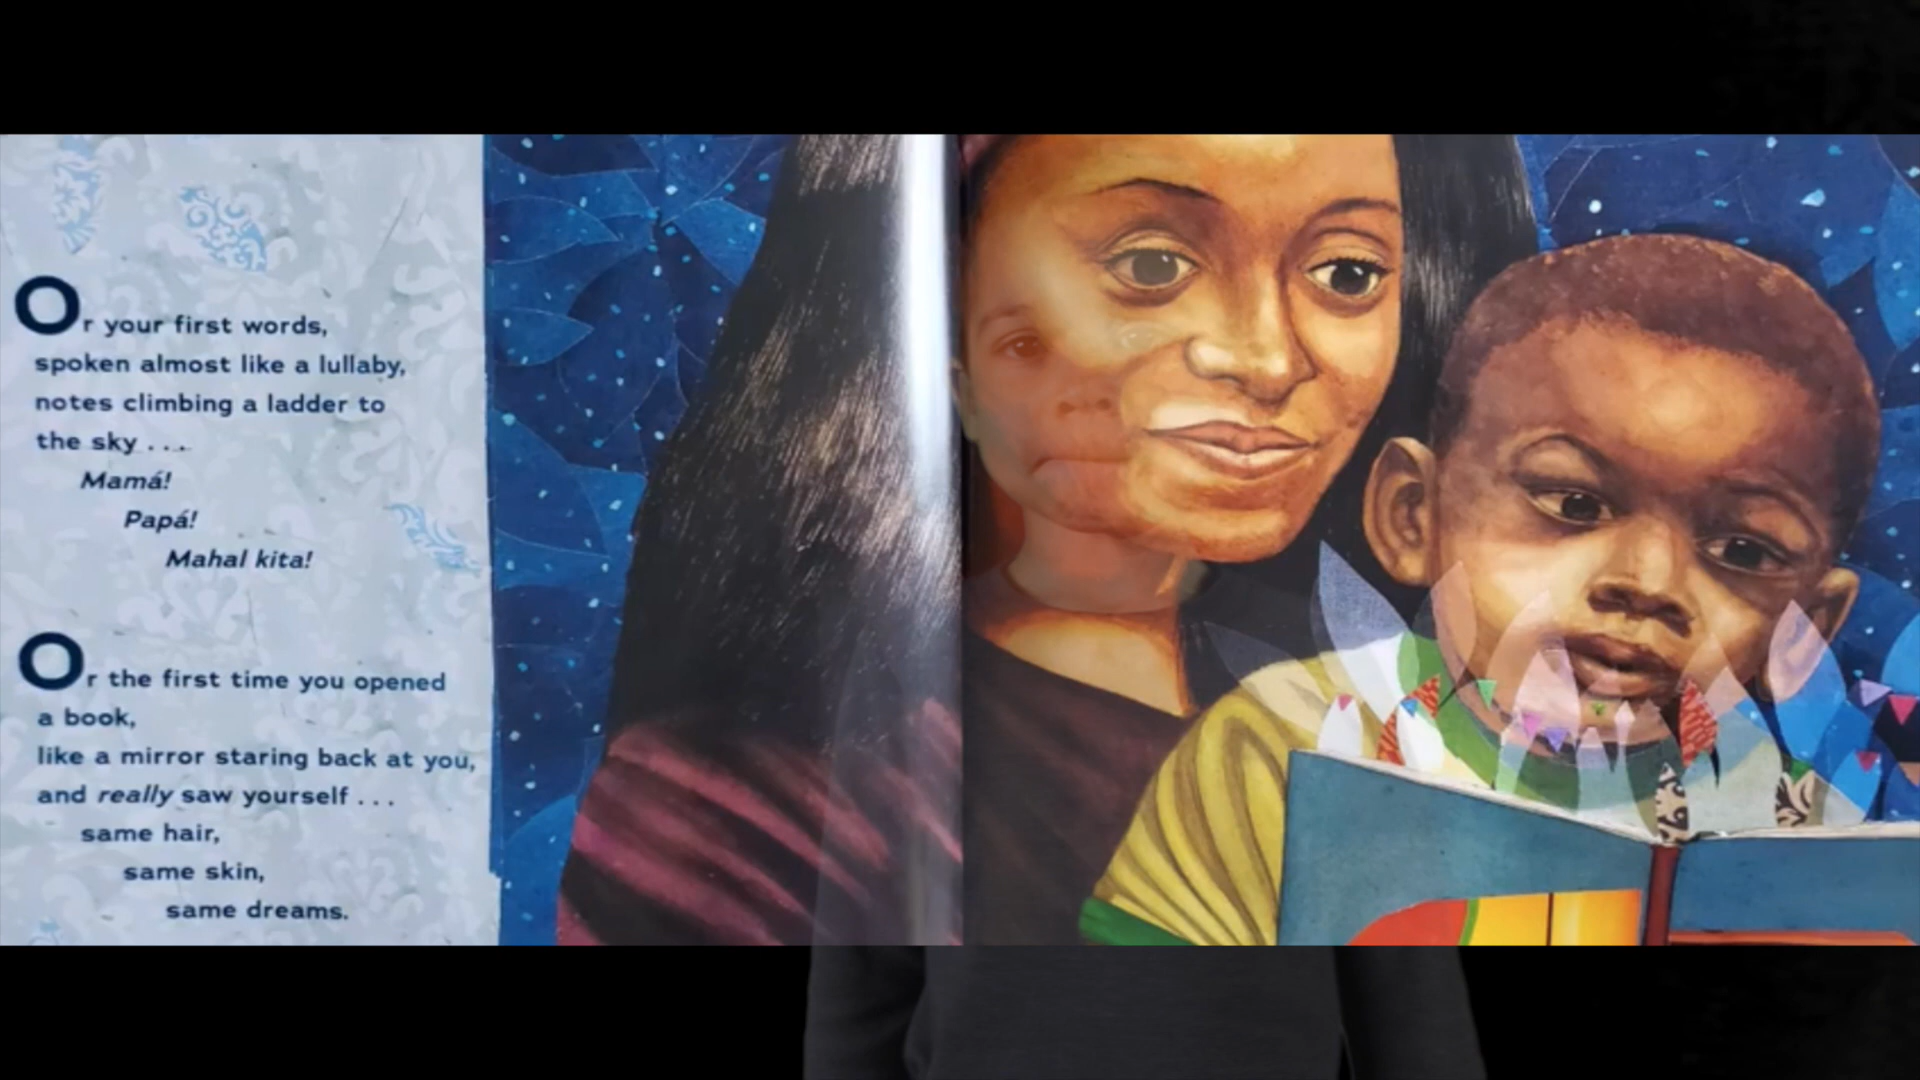 Or your first words,
spoken almost like a lullaby,
notes climbing a ladder to
the sky . . .
Mamá!
Papá!
Mahal kita!
Or the first time you opened
a book,
like a mirror staring back at you,
and really saw yourself . . .
same hair,
same skin,
same dreams.